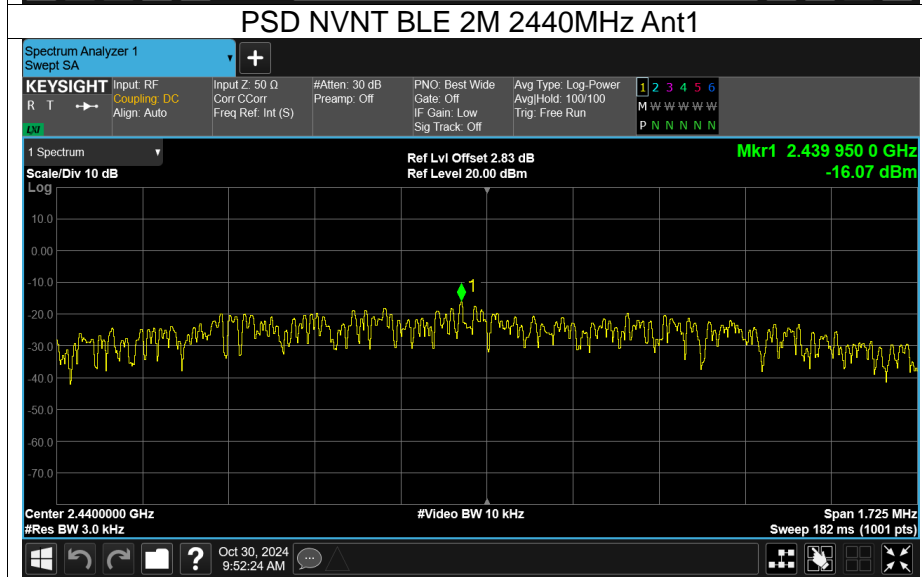 PSD NVNT BLE 2M 2440MHz Ant1
Spectrum Analyzer 1
Swept SA
KEYSIGHT
R T
LXI
Input: RF
Coupling: DC
Align: Auto
Input Z: 50 Ω
Corr CCorr
Freq Ref: Int (S)
#Atten: 30 dB
Preamp: Off
PNO: Best Wide
Gate: Off
IF Gain: Low
Sig Track: Off
Avg Type: Log-Power
Avg|Hold: 100/100
Trig: Free Run
1 2 3 4 5 6
M W W W W W
P N N N N N
1 Spectrum
Scale/Div 10 dB
Log
Ref Lvl Offset 2.83 dB
Ref Level 20.00 dBm
Mkr1 2.439 950 0 GHz
-16.07 dBm
10.0
0.00
-10.0
-20.0
-30.0
-40.0
-50.0
-60.0
-70.0
1
Center 2.4400000 GHz
#Res BW 3.0 kHz
#Video BW 10 kHz
Span 1.725 MHz
Sweep 182 ms (1001 pts)
?
Oct 30, 2024
9:52:24 AM